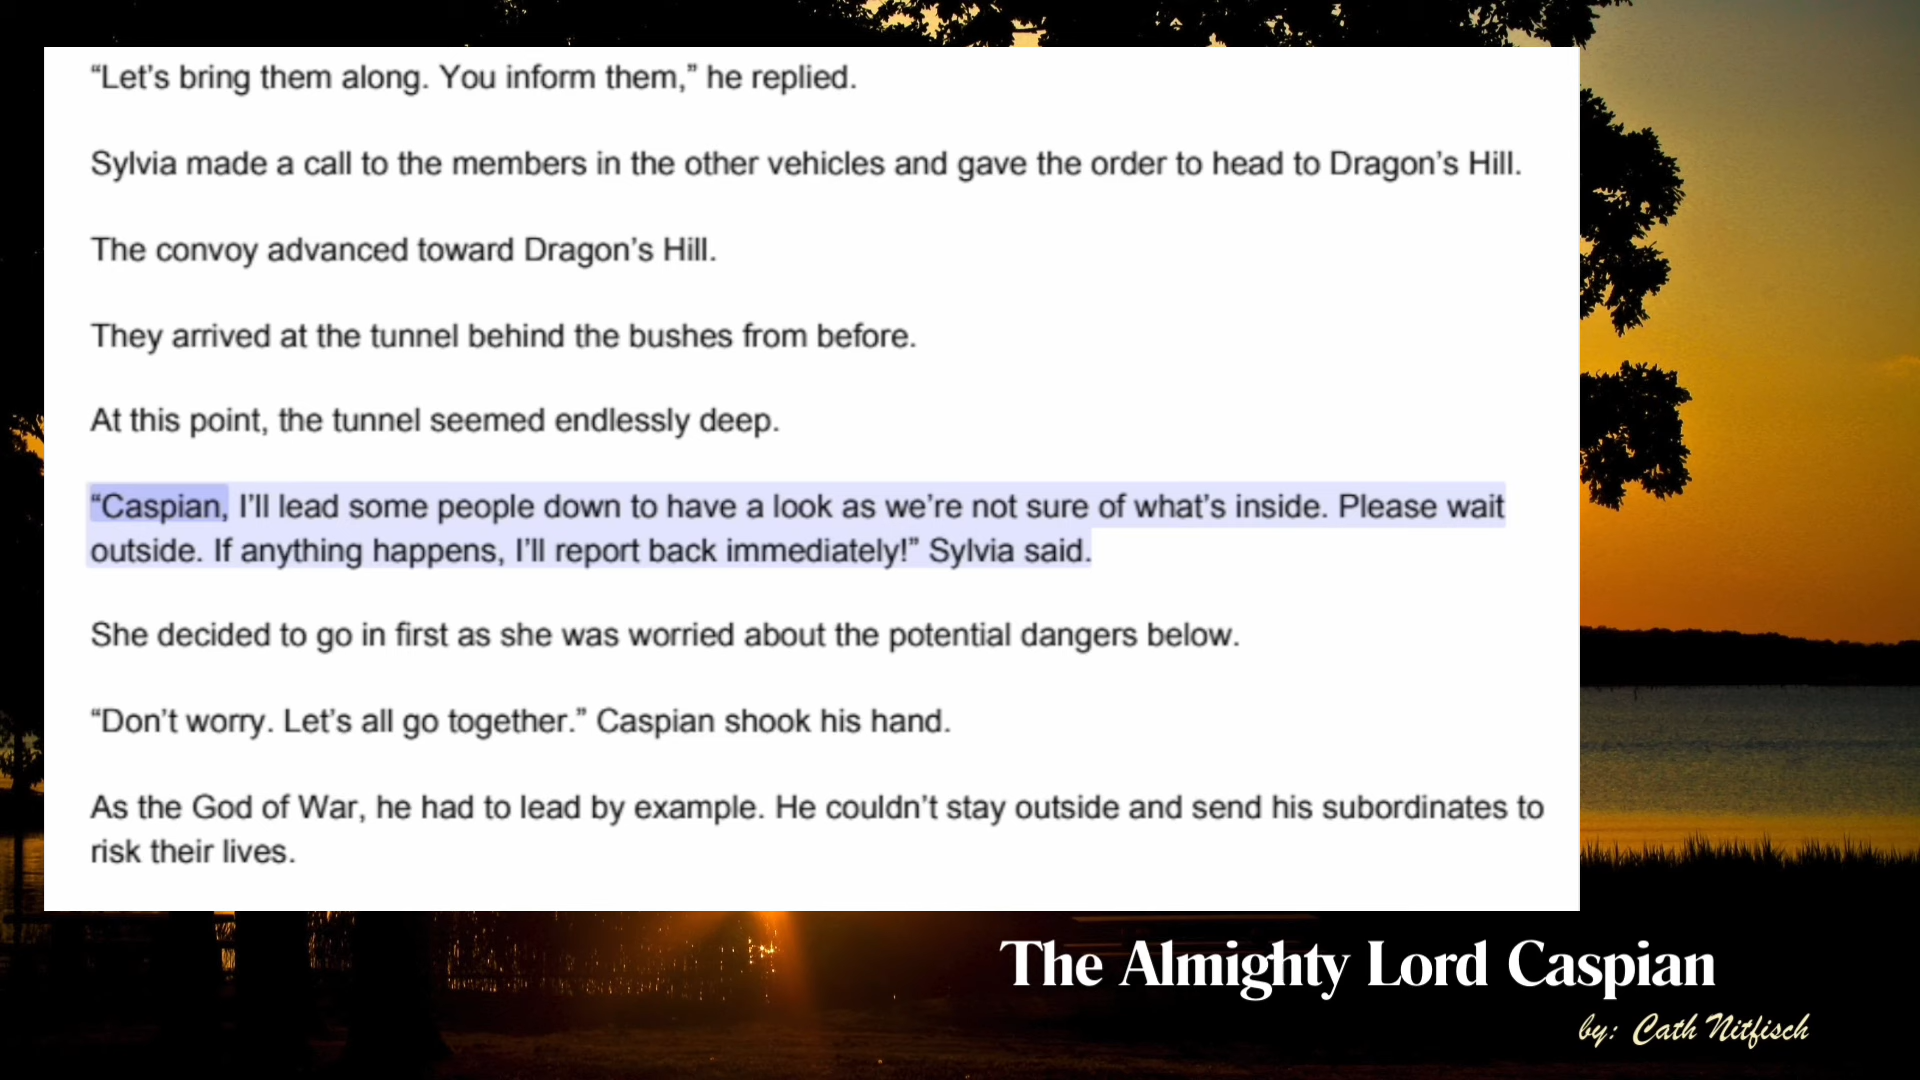 “Let’s bring them along. You inform them,” he replied.
Sylvia made a call to the members in the other vehicles and gave the order to head to Dragon’s Hill.
The convoy advanced toward Dragon’s Hill.
They arrived at the tunnel behind the bushes from before.
At this point, the tunnel seemed endlessly deep.
“Caspian, I’ll lead some people down to have a look as we’re not sure of what’s inside. Please wait
outside. If anything happens, I’ll report back immediately!” Sylvia said.
She decided to go in first as she was worried about the potential dangers below.
“Don’t worry. Let’s all go together.” Caspian shook his hand.
As the God of War, he had to lead by example. He couldn’t stay outside and send his subordinates to
risk their lives.
The Almighty Lord Caspian
by: Cath Nitfisch